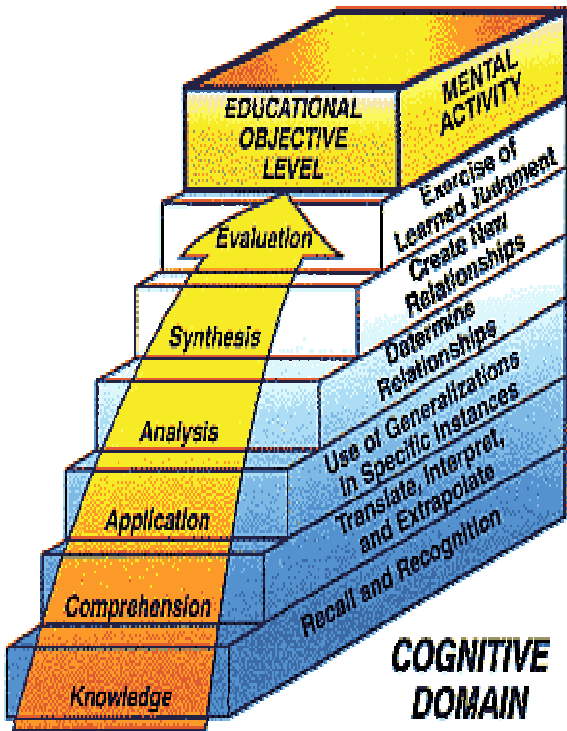 EDUCATIONAL
OBJECTIVE
LEVEL
MENTAL
ACTIVITY
Evaluation
Exercise of
Learned Judgment
Synthesis
Create New
Relationships
Analysis
Determine
Relationships
Application
Use of Generalizations
in Specific Instances
Comprehension
Translate, Interpret,
and Extrapolate
Knowledge
Recall and Recognition
COGNITIVE
DOMAIN